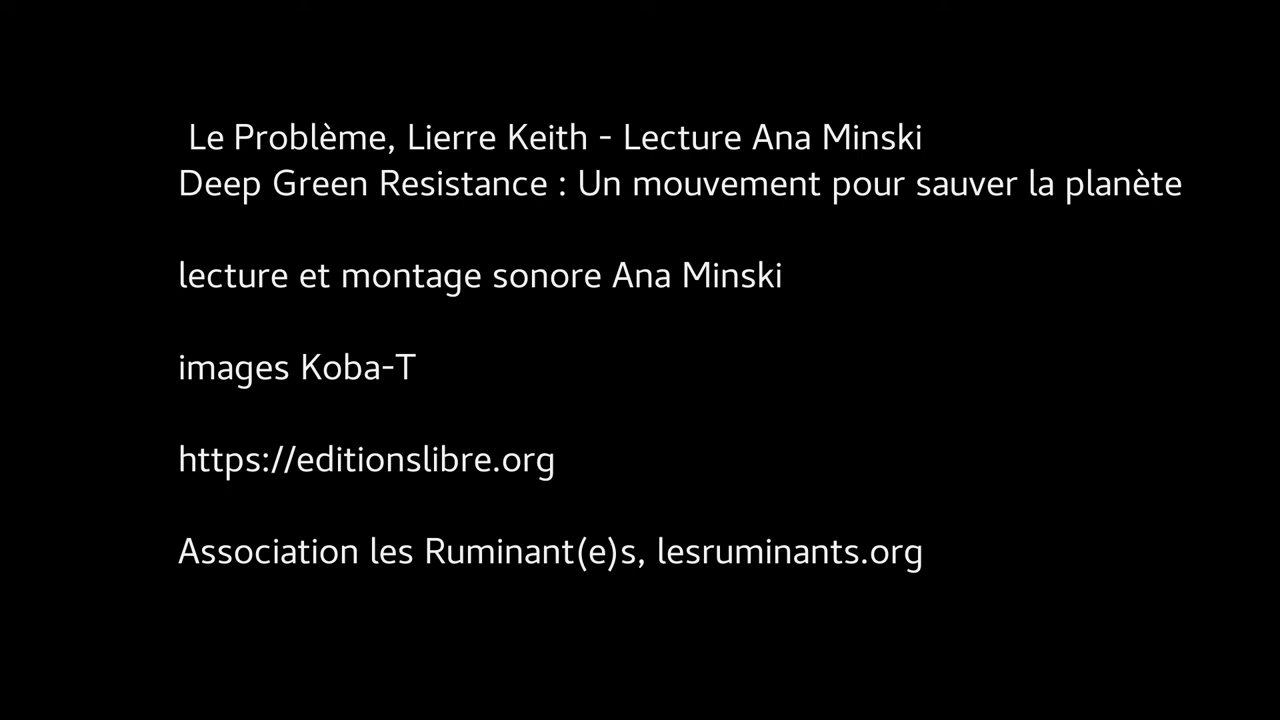 Le Problème, Lierre Keith - Lecture Ana Minski
Deep Green Resistance : Un mouvement pour sauver la planète
lecture et montage sonore Ana Minski
images Koba-T
https://editionslibre.org
Association les Ruminant(e)s, lesruminants.org